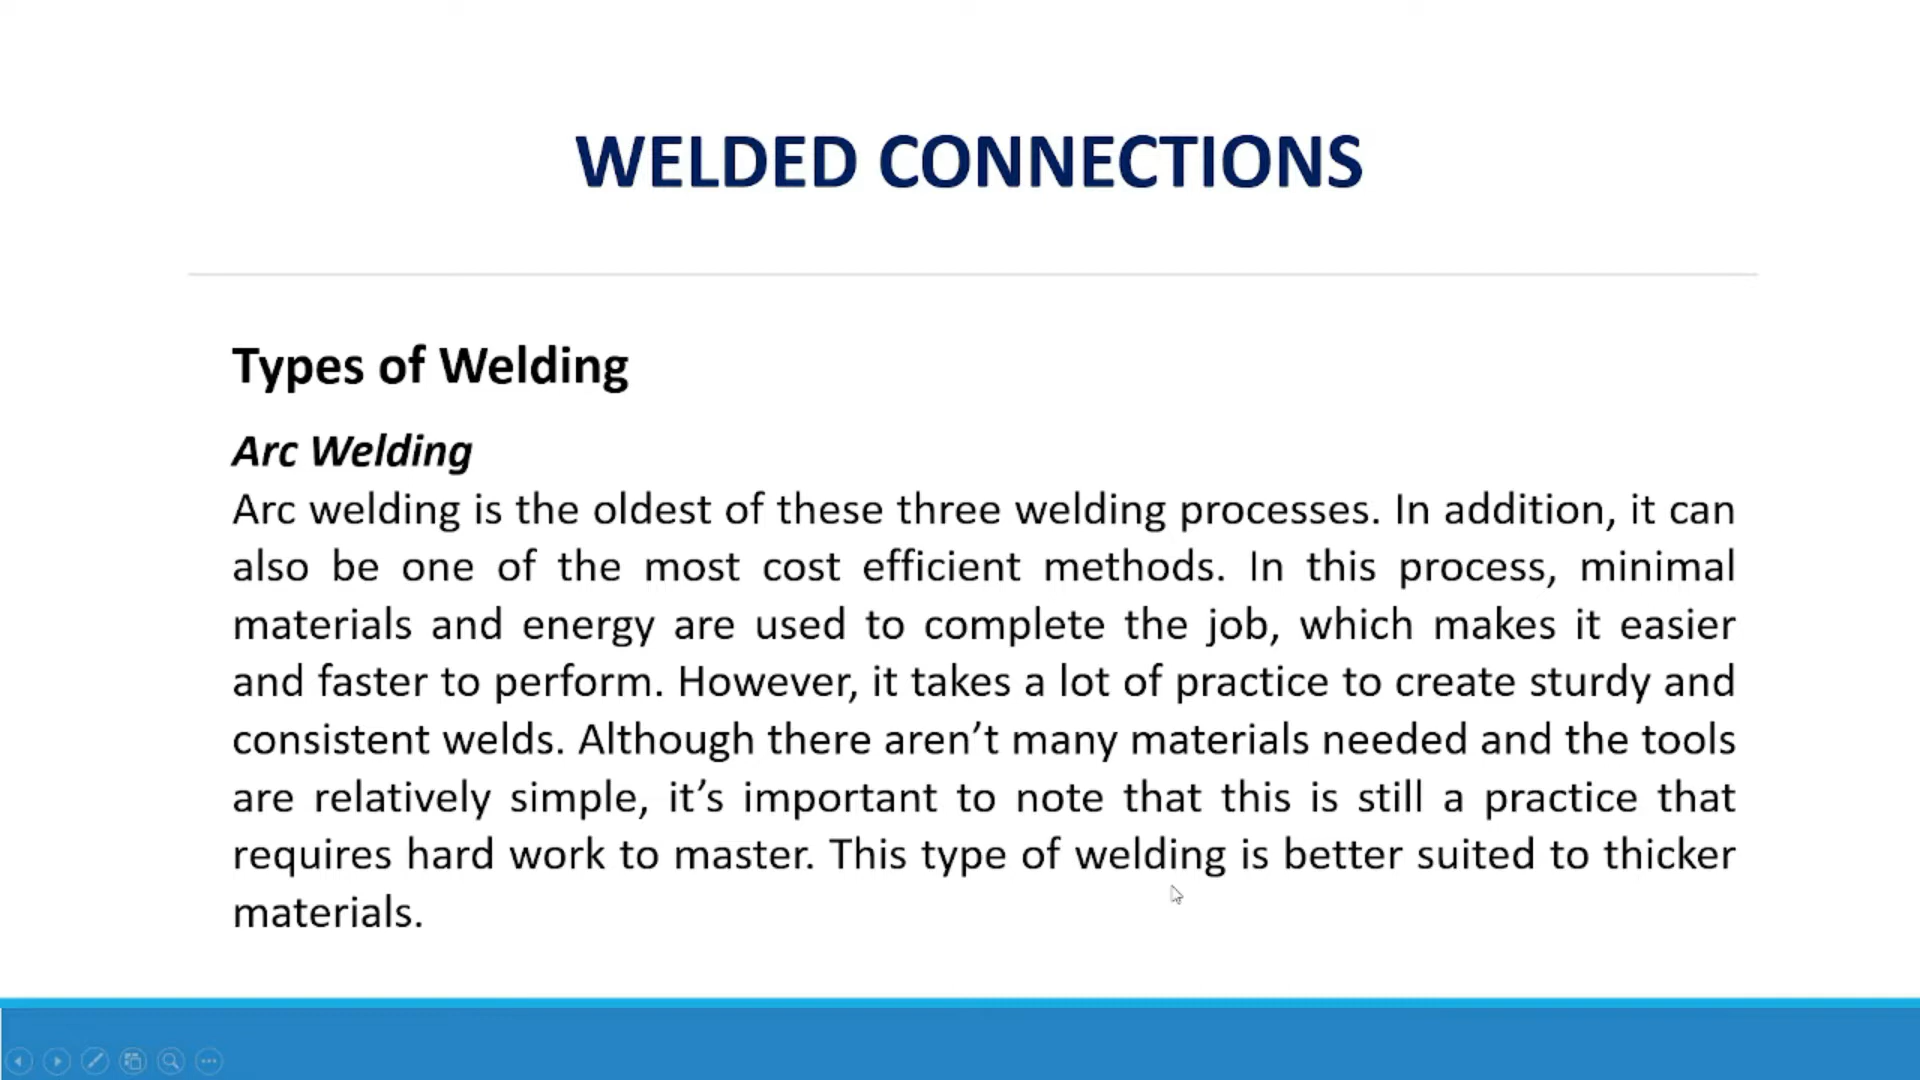 WELDED CONNECTIONS
Types of Welding
Arc Welding
Arc welding is the oldest of these three welding processes. In addition, it can
also be one of the most cost efficient methods. In this process, minimal
materials and energy are used to complete the job, which makes it easier
and faster to perform. However, it takes a lot of practice to create sturdy and
consistent welds. Although there aren’t many materials needed and the tools
are relatively simple, it’s important to note that this is still a practice that
requires hard work to master. This type of welding is better suited to thicker
materials.